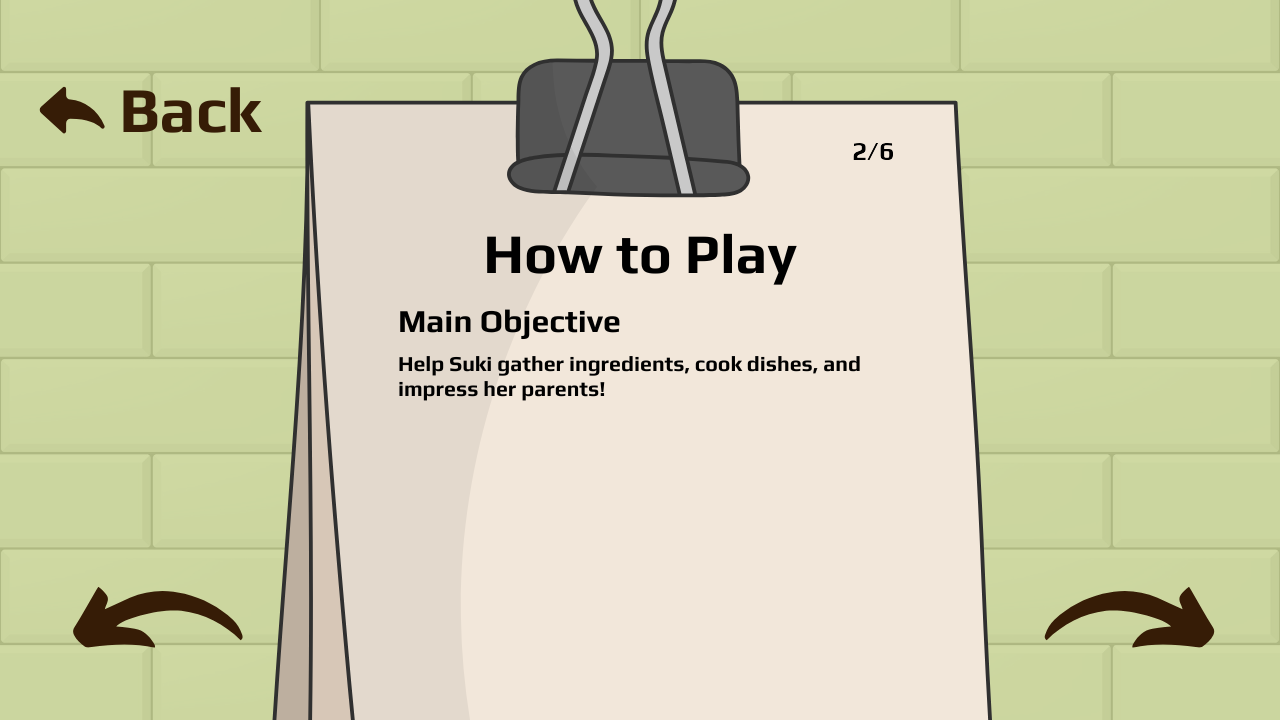 Back
2/6
How to Play
Main Objective
Help Suki gather ingredients, cook dishes, and
impress her parents!